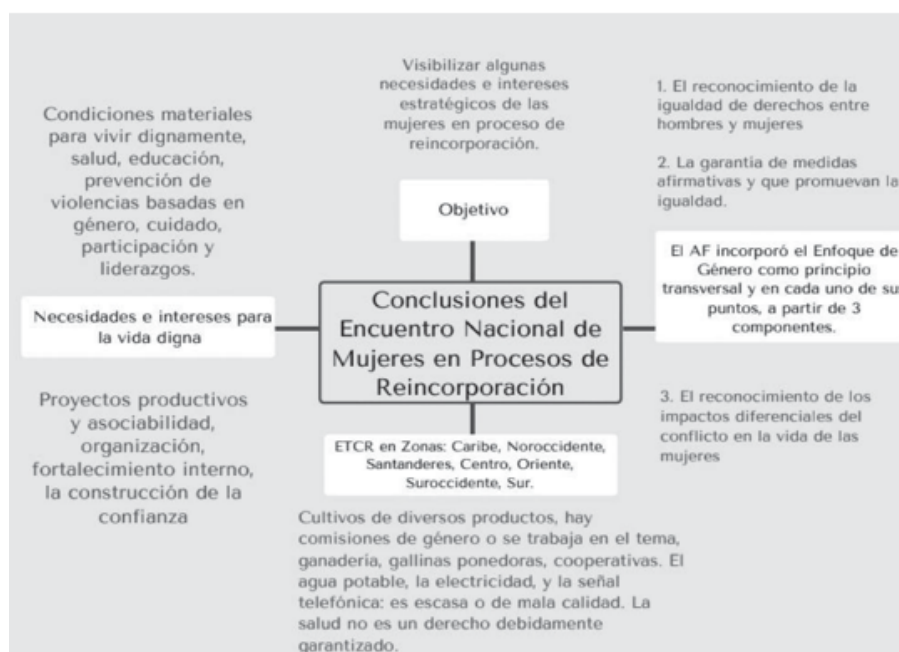 Visibilizar algunas
necesidades e intereses
estratégicos de las
mujeres en proceso de
reincorporación.
Objetivo
Condiciones materiales
para vivir dignamente,
salud, educación,
prevención de
violencias basadas en
género, cuidado,
participación y
liderazgos.
Necesidades e intereses para
la vida digna
Proyectos productivos
y asociabilidad,
organización,
fortalecimiento interno,
la construcción de la
confianza
Conclusiones del
Encuentro Nacional de
Mujeres en Procesos de
Reincorporación
1. El reconocimiento de la
igualdad de derechos entre
hombres y mujeres
2. La garantía de medidas
afirmativas y que promuevan la
igualdad.
El AF incorporó el Enfoque de
Género como principio
transversal y en cada uno de su
puntos, a partir de 3
componentes.
3. El reconocimiento de los
impactos diferenciales del
conflicto en la vida de las
mujeres
ETCR en Zonas: Caribe, Noroccidente,
Santanderes, Centro, Oriente,
Suroccidente, Sur.
Cultivos de diversos productos, hay
comisiones de género o se trabaja en el tema,
ganadería, gallinas ponedoras, cooperativas. El
agua potable, la electricidad, y la señal
telefónica: es escasa o de mala calidad. La
salud no es un derecho debidamente
garantizado.